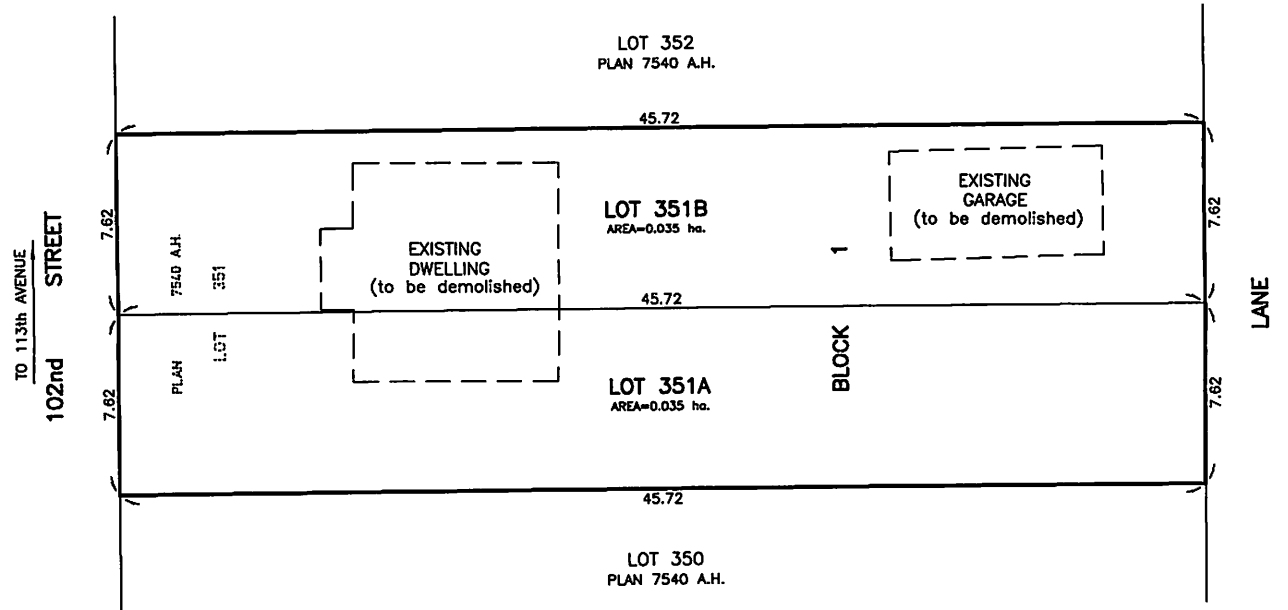 LOT 352
PLAN 7540 A.H.
45.72
7.62
LOT 351B
AREA=0.035 ha.
EXISTING
GARAGE
(to be demolished)
7.62
EXISTING
DWELLING
(to be demolished)
TO 113th AVENUE
102nd STREET
PLAN 7540 A.H.
LOT 351
45.72
BLOCK 1
LANE
7.62
LOT 351A
AREA=0.035 ha.
7.62
45.72
LOT 350
PLAN 7540 A.H.